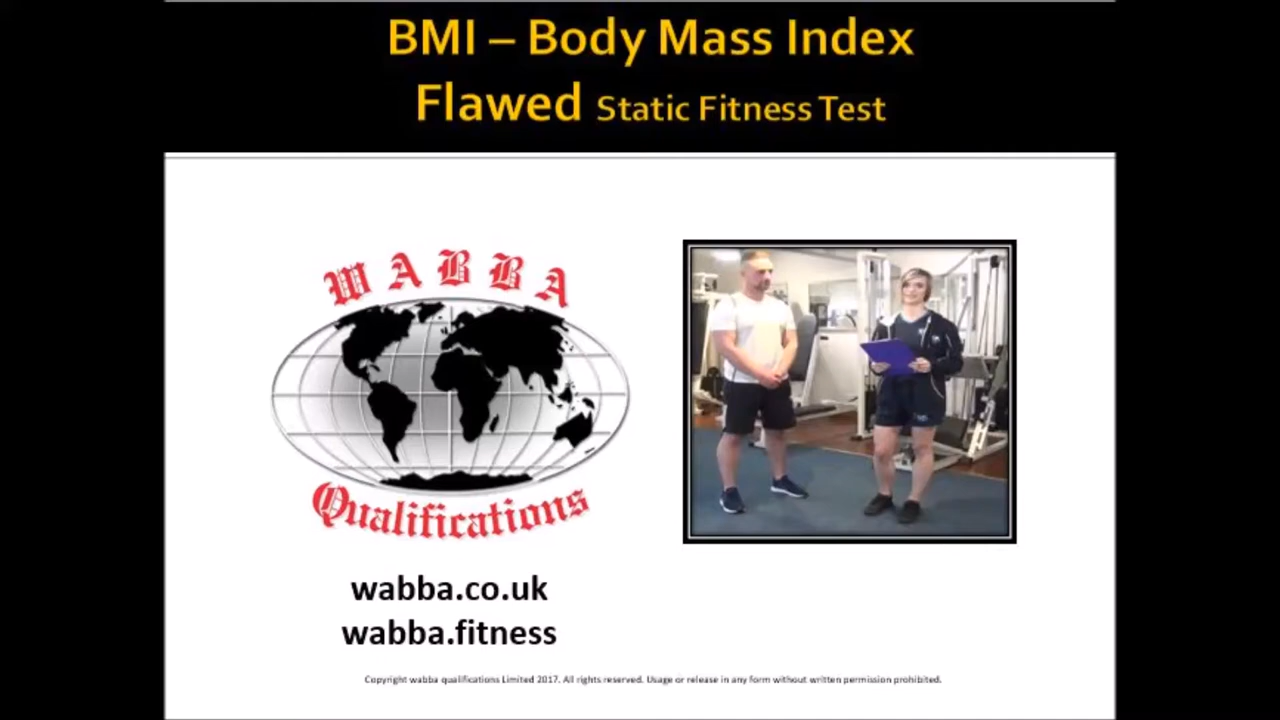 BMI – Body Mass Index
Flawed Static Fitness Test
WABBA
Qualifications
wabba.co.uk
wabba.fitness
Copyright wabba qualifications Limited 2017. All rights reserved. Usage or release in any form without written permission prohibited.